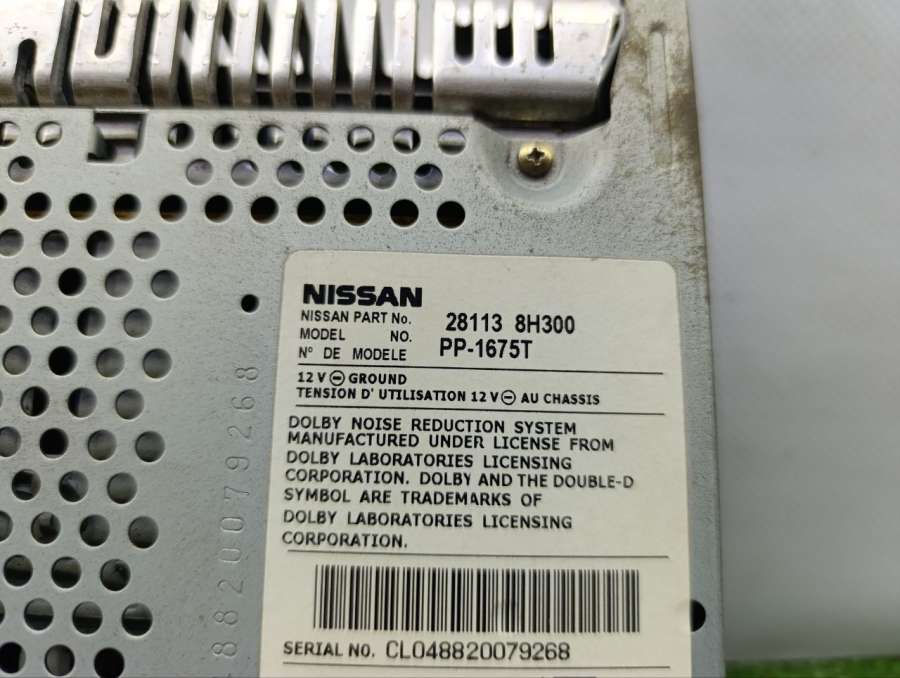 NISSAN
NISSAN PART No. 28113 8H300
MODEL NO. PP-1675T
N° DE MODELE
12 V ⊖ GROUND
TENSION D' UTILISATION 12 V ⊖ AU CHASSIS
DOLBY NOISE REDUCTION SYSTEM
MANUFACTURED UNDER LICENSE FROM
DOLBY LABORATORIES LICENSING
CORPORATION. DOLBY AND THE DOUBLE-D
SYMBOL ARE TRADEMARKS OF
DOLBY LABORATORIES LICENSING
CORPORATION.
SERIAL NO. CL048820079268
8820079268